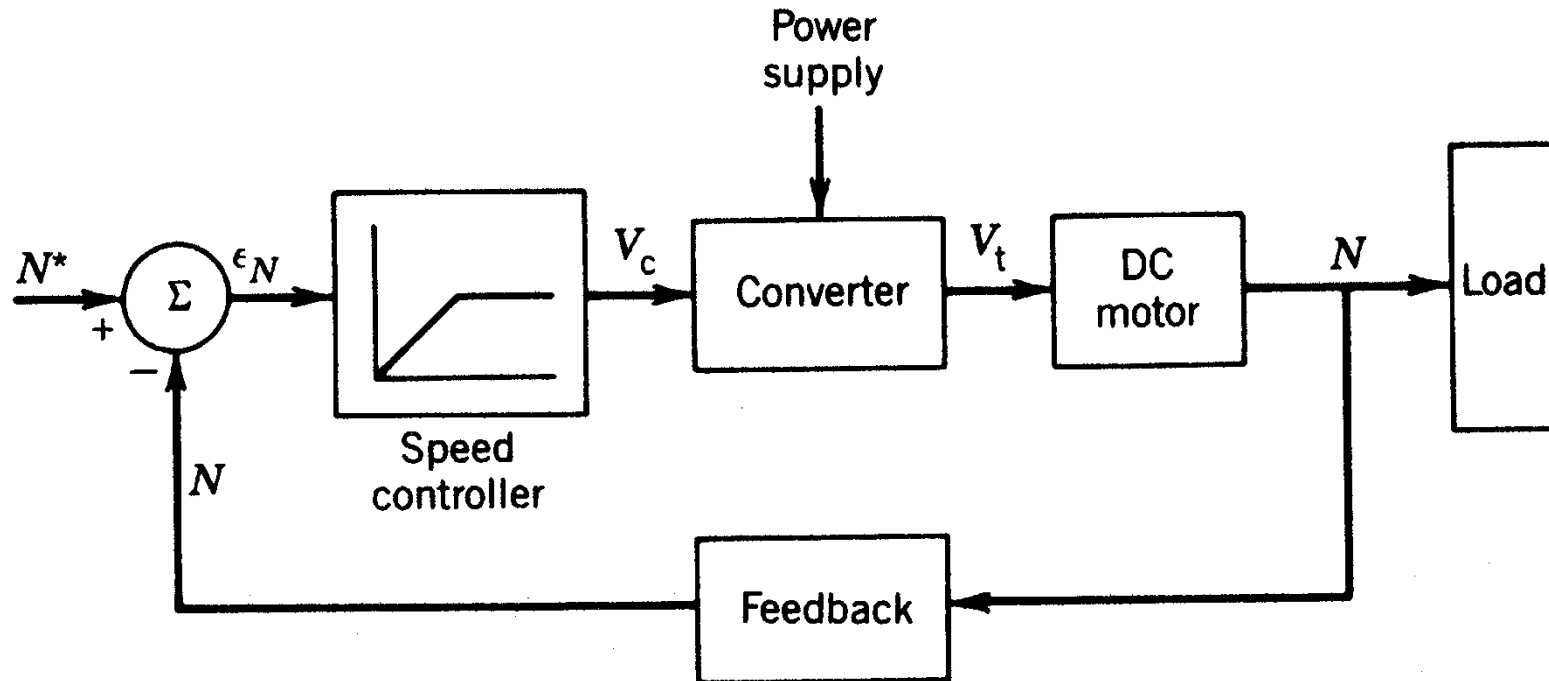 Power
supply
N*
+
−
Σ
ϵN
Speed
controller
Vc
Converter
Vt
DC
motor
N
Load
N
Feedback